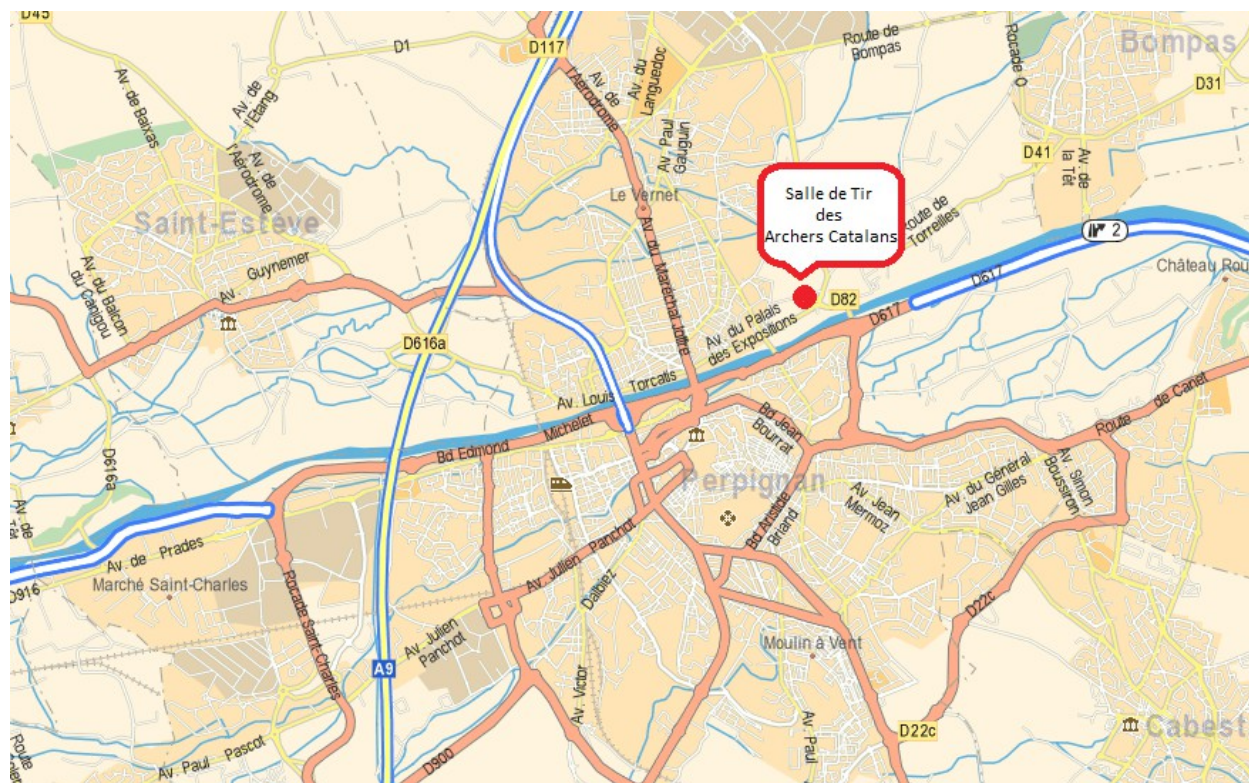 D45
D1
D117
Route de
Bompas
Bompas
D31
Rocade O
Av. de Baixas
Av. de
l'Etang
Av. de
l'Aérodrome
Av. de
l'Aérodrome
Av. du
Languedoc
Av. Paul
Gauguin
D41
Av. de
la Têt
Le Vernet
Salle de Tir
des
Archers Catalans
Route de
Torreilles
2
Saint-Estève
Guynemer
Av.
Av. du Balcon
du Canigou
Av. du Maréchal Joffre
D617
Château Rou
D82
D617
Av. du Palais
des Expositions
D616a
Torcatis
Av. Louis
Michelet
Bd Edmond
Bd Jean
Bourrat
Route de Canet
D616a
Perpignan
Av. Jean
Mermoz
Av. du Général
Jean Gilles
Av. Simon
Boussiron
Bd Aristide
Briand
Av. de
Av. de Prades
D916
Marché Saint-Charles
Rocade Saint-Charles
Av. Julien Panchot
Dalbiez
Av. Victor
Av. Julien
Panchot
A9
D22c
Moulin à Vent
D22c
Av. Paul
Cabest
Route
Av. Paul Pascot
D900